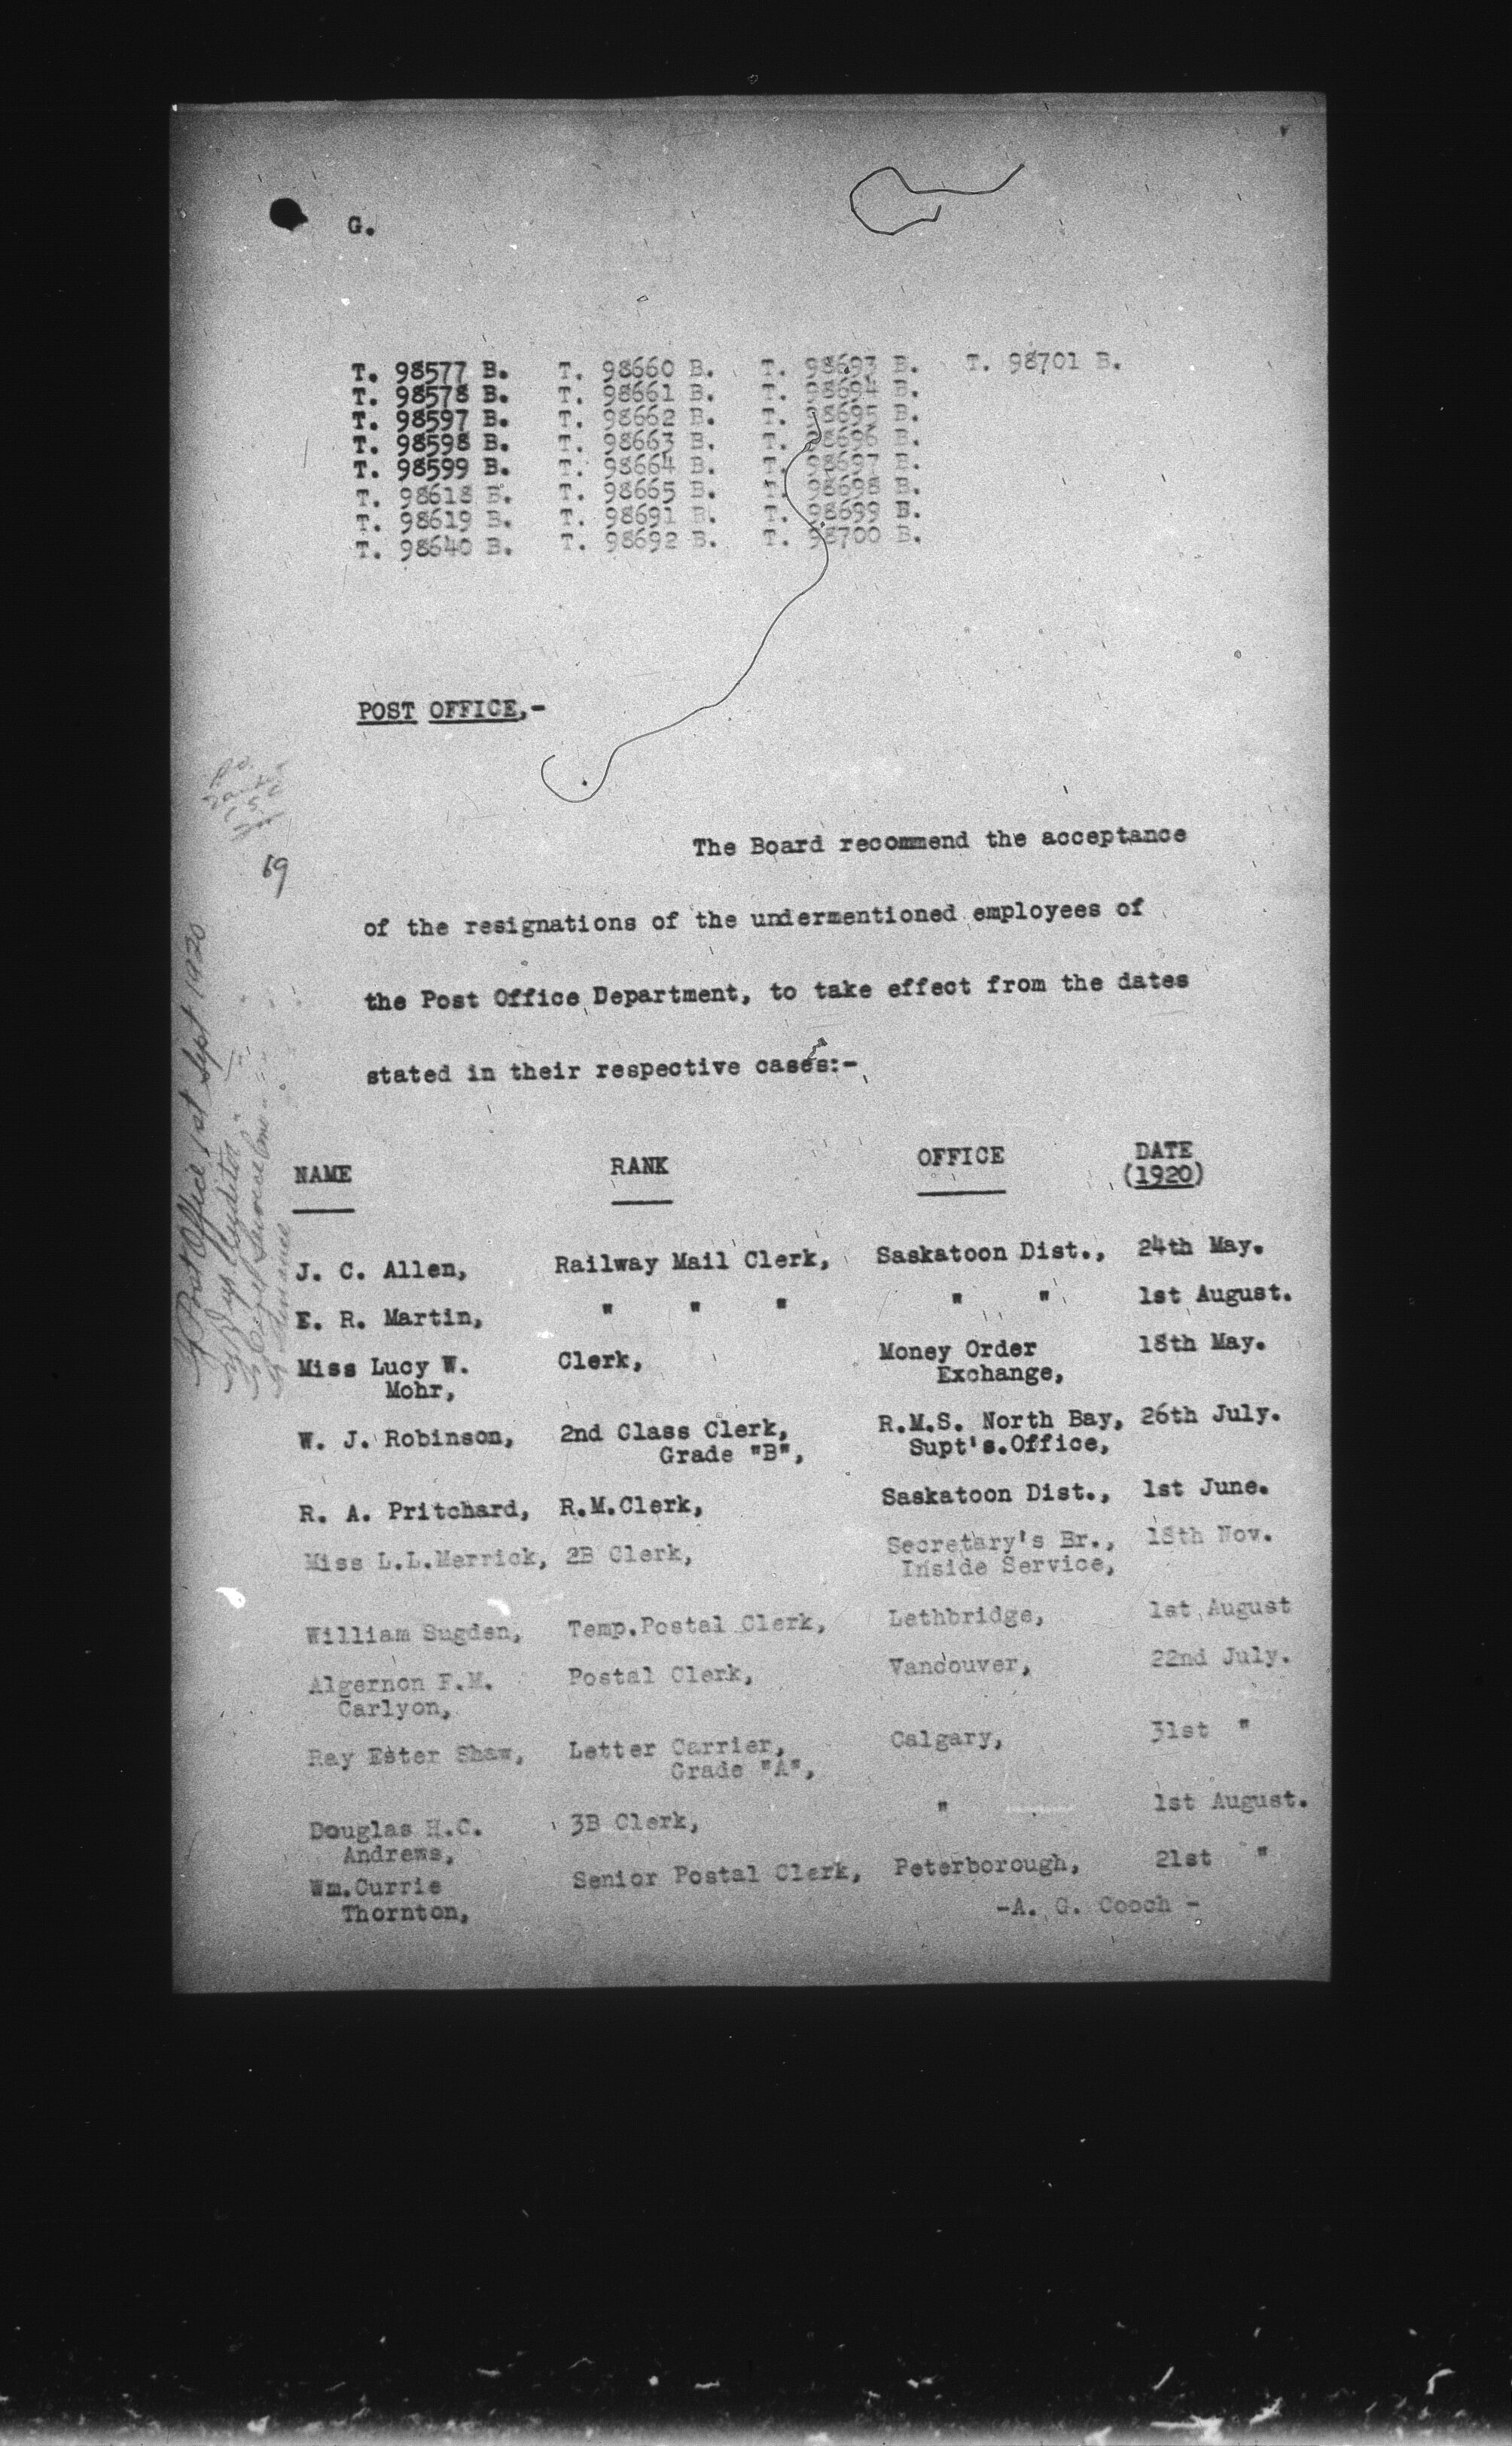 G.
T. 98577 B. T. 98660 B. T. 98693 B. T. 98701 B.
T. 98578 B. T. 98661 B. T. 98694 B.
T. 98597 B. T. 98662 B. T. 98695 B.
T. 98598 B. T. 98663 B. T. 98696 B.
T. 98599 B. T. 98664 B. T. 98697 B.
T. 98618 B. T. 98665 B. T. 98698 B.
T. 98619 B. T. 98691 B. T. 98699 B.
T. 98640 B. T. 98692 B. T. 98700 B.
POST OFFICE,-
69
The Board recommend the acceptance
of the resignations of the undermentioned employees of
the Post Office Department, to take effect from the dates
stated in their respective cases:-
Post Office 1st Sept 1920
Auditor "
Finance
NAME RANK OFFICE DATE
(1920)
J. C. Allen, Railway Mail Clerk, Saskatoon Dist., 24th May.
E. R. Martin, " " " " " 1st August.
Miss Lucy W. Clerk, Money Order 18th May.
Mohr, Exchange,
W. J. Robinson, 2nd Class Clerk, R.M.S. North Bay, 26th July.
Grade "B", Supt's.Office,
R. A. Pritchard, R.M.Clerk, Saskatoon Dist., 1st June.
Miss L.L.Merrick, 2B Clerk, Secretary's Br., 18th Nov.
Inside Service,
William Sugden, Temp.Postal Clerk, Lethbridge, 1st August
Algernon F.M. Postal Clerk, Vancouver, 22nd July.
Carlyon,
Ray Ester Shaw, Letter Carrier, Calgary, 31st "
Grade "A",
Douglas H.C. 3B Clerk, " 1st August.
Andrews,
Wm.Currie Senior Postal Clerk, Peterborough, 21st "
Thornton,
-A. G. Cooch -